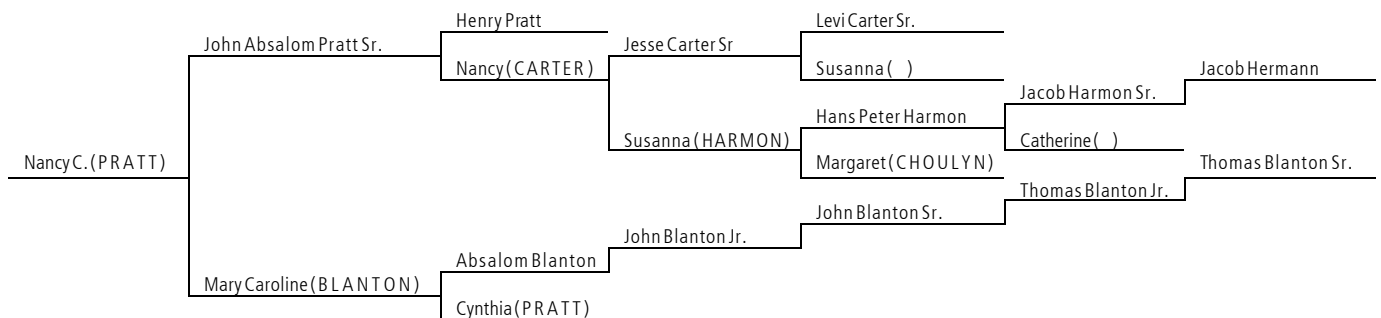 Henry Pratt
Levi Carter Sr.
John Absalom Pratt Sr.
Jesse Carter Sr
Nancy (CARTER)
Susanna ( )
Jacob Hermann
Jacob Harmon Sr.
Hans Peter Harmon
Susanna (HARMON)
Catherine ( )
Nancy C. (PRATT)
Margaret (CHOULYN)
Thomas Blanton Sr.
Thomas Blanton Jr.
John Blanton Sr.
John Blanton Jr.
Absalom Blanton
Mary Caroline (BLANTON)
Cynthia (PRATT)